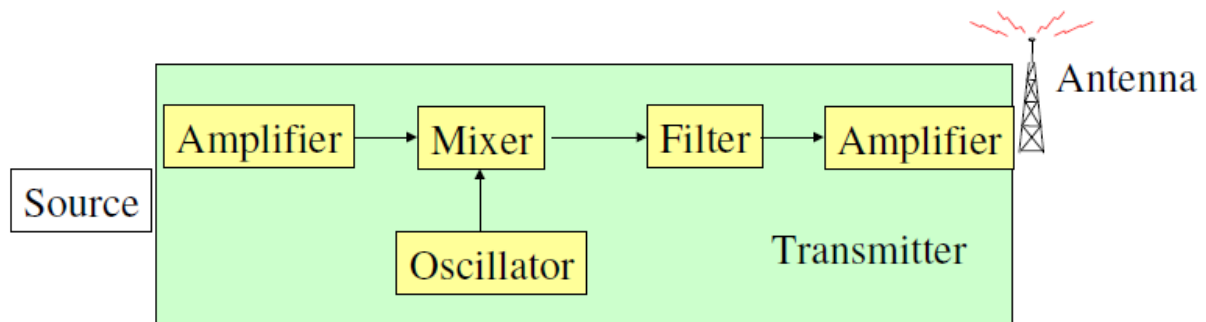 Antenna
Amplifier
Mixer
Filter
Amplifier
Source
Oscillator
Transmitter